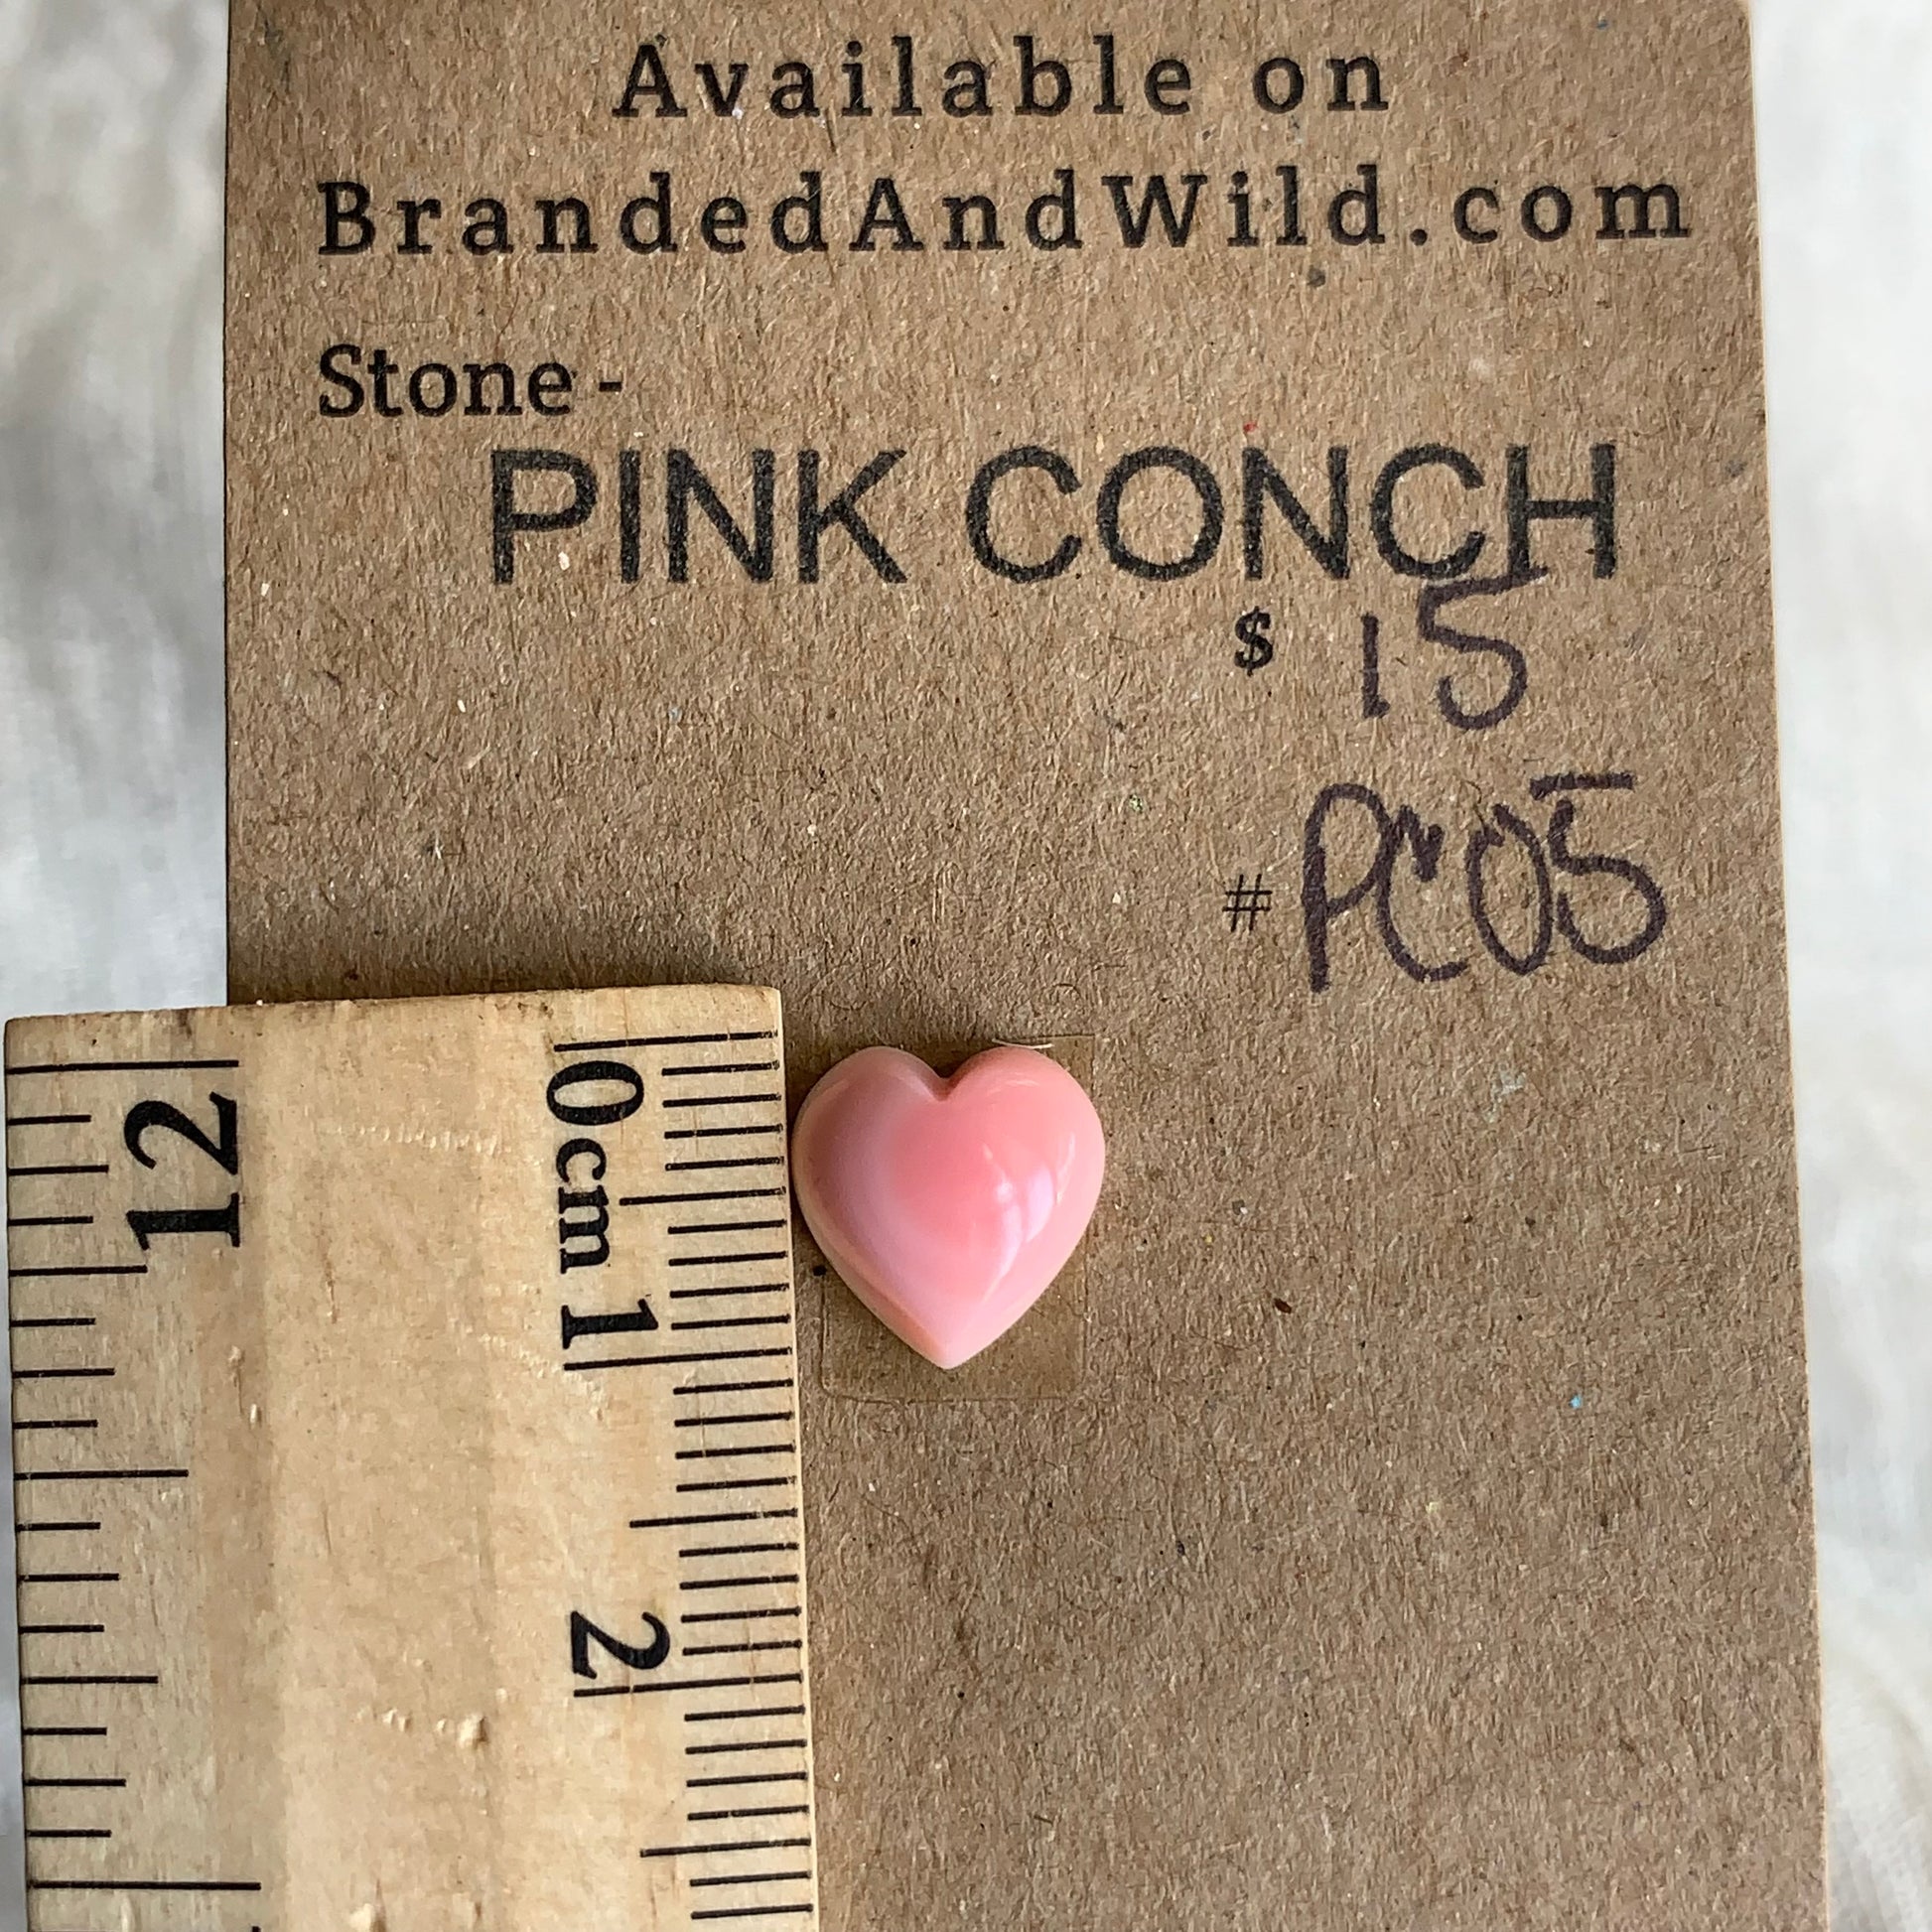 Available on
BrandedAndWild.com
Stone -
PINK CONCH
$ 15
# PC05
12
0cm 1
2